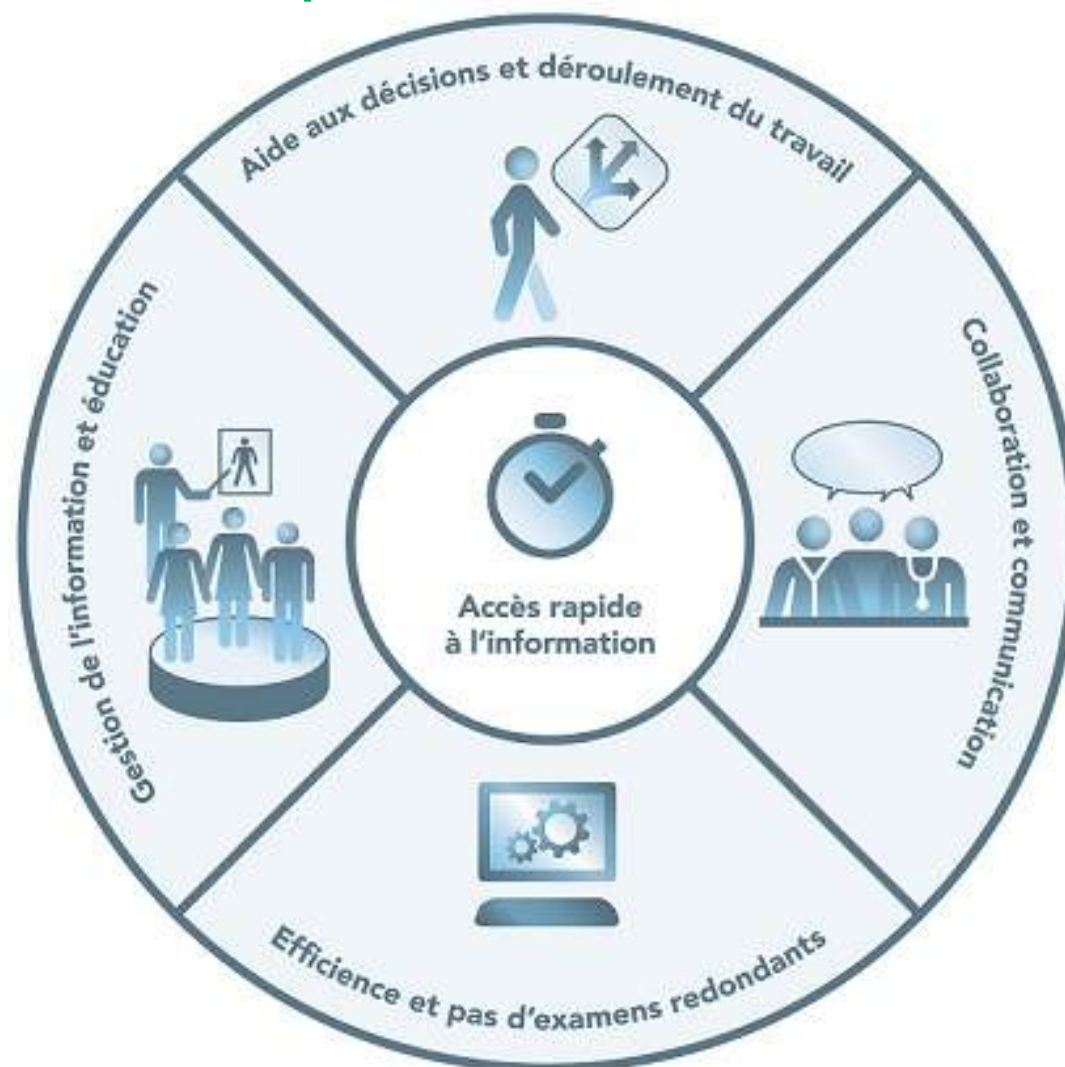 Aide aux décisions et déroulement du travail
Gestion de l'information et éducation
Collaboration et communication
Accès rapide
à l'information
Efficience et pas d'examens redondants